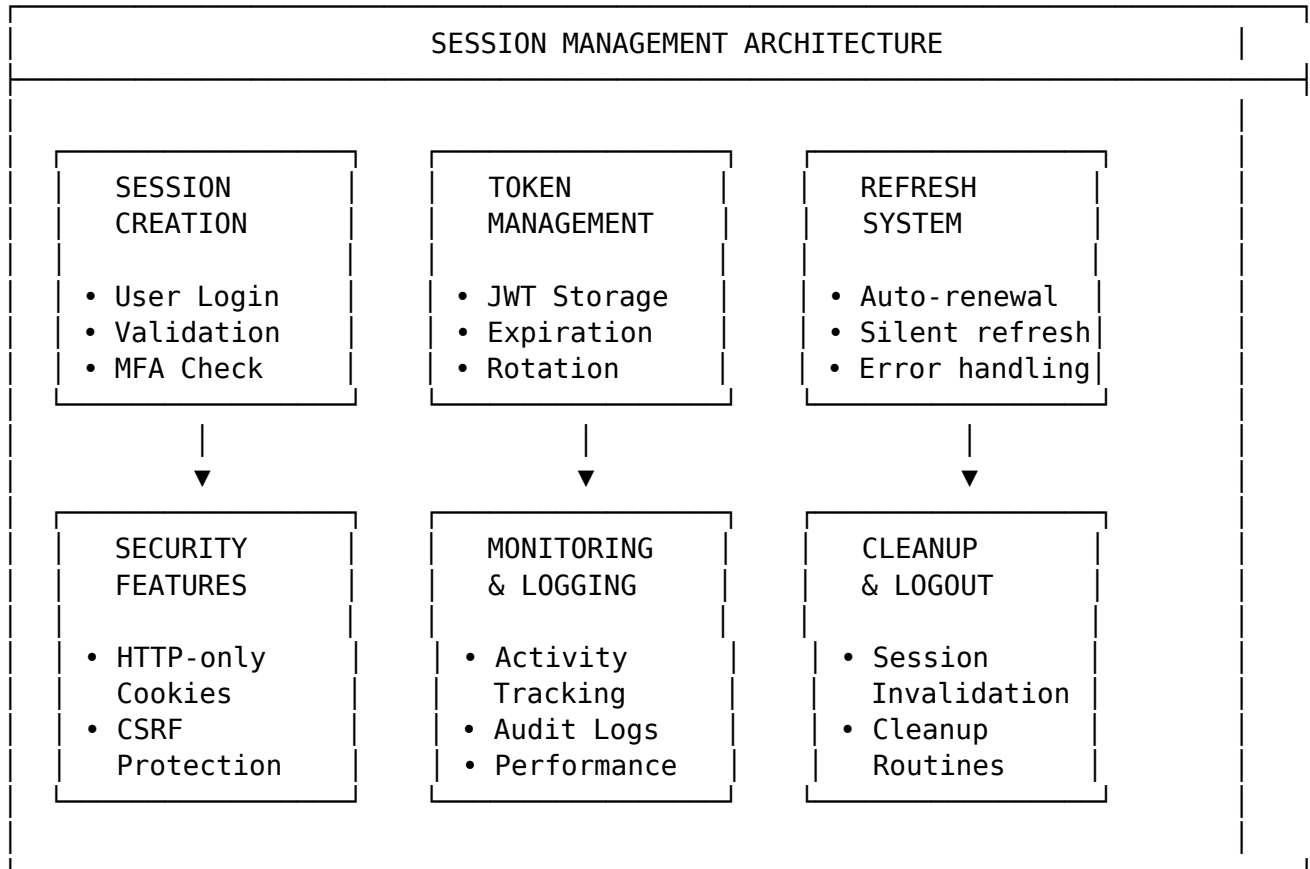 SESSION MANAGEMENT ARCHITECTURE
SESSION
CREATION
• User Login
• Validation
• MFA Check
TOKEN
MANAGEMENT
• JWT Storage
• Expiration
• Rotation
REFRESH
SYSTEM
• Auto-renewal
• Silent refresh
• Error handling
SECURITY
FEATURES
• HTTP-only
Cookies
• CSRF
Protection
MONITORING
& LOGGING
• Activity
Tracking
• Audit Logs
• Performance
CLEANUP
& LOGOUT
• Session
Invalidation
• Cleanup
Routines